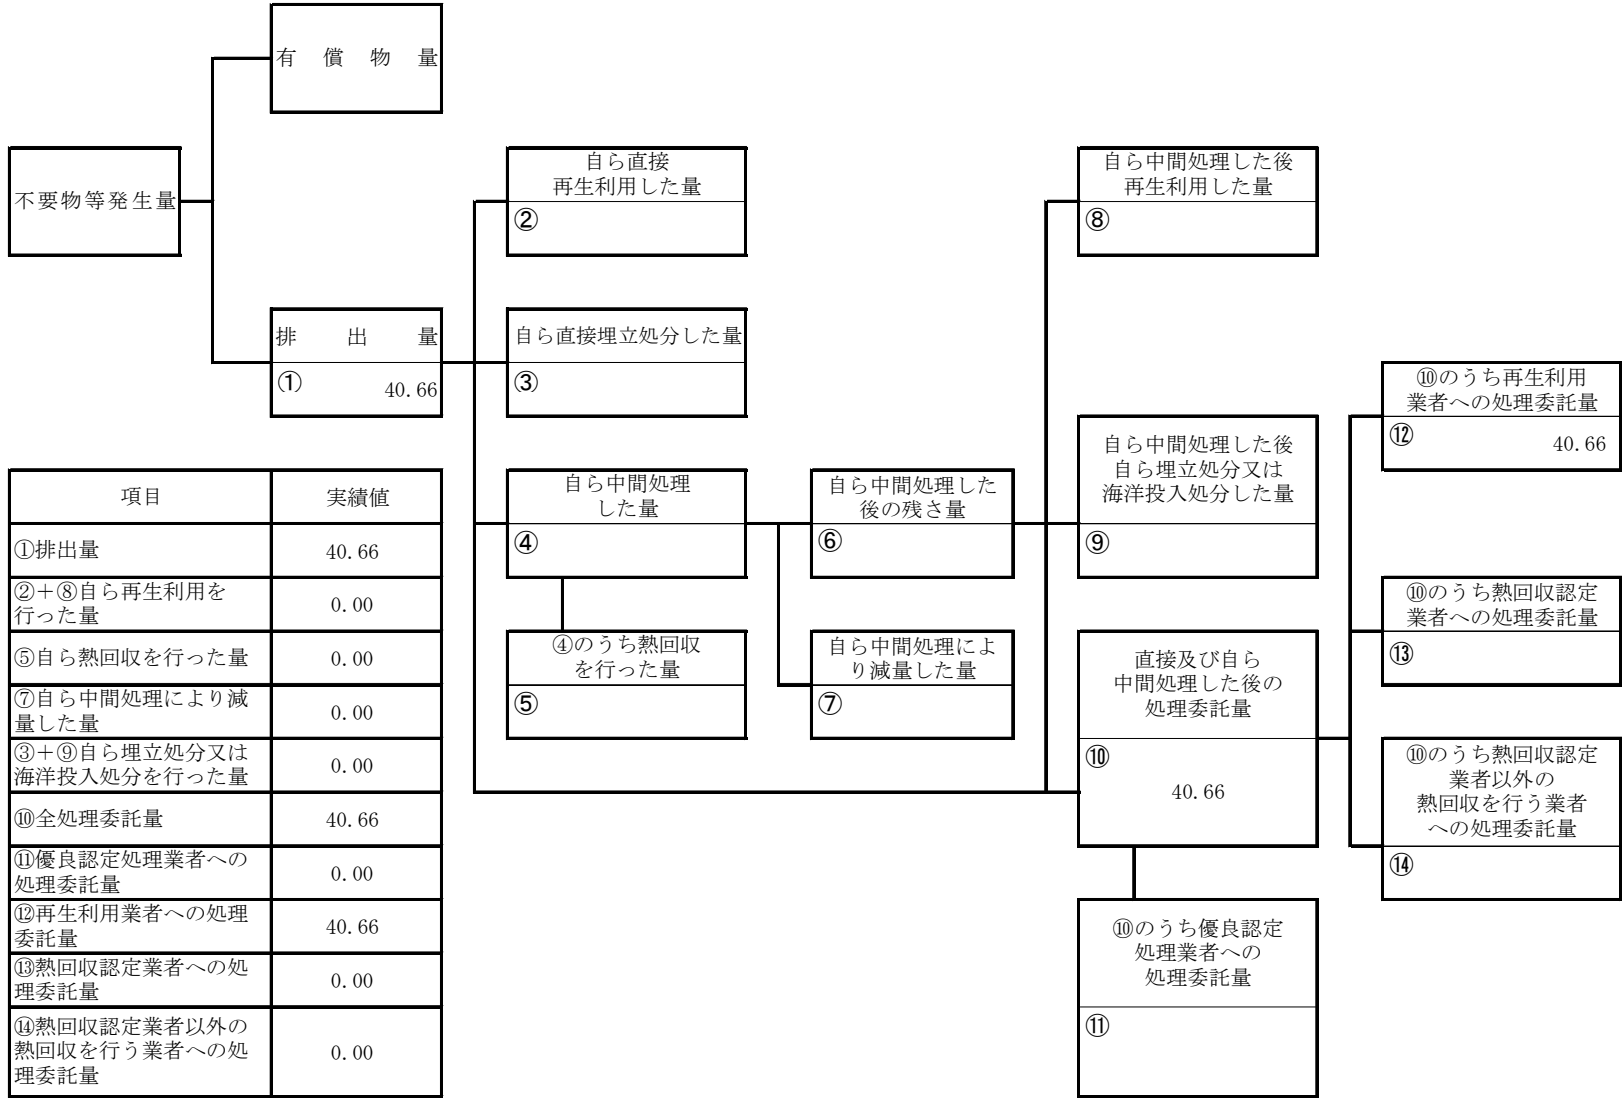 有償物量
不要物等発生量
排出量
① 40.66
自ら直接
再生利用した量
②
自ら直接埋立処分した量
③
自ら中間処理
した量
④
④のうち熱回収
を行った量
⑤
自ら中間処理した
後の残さ量
⑥
自ら中間処理によ
り減量した量
⑦
自ら中間処理した後
再生利用した量
⑧
自ら中間処理した後
自ら埋立処分又は
海洋投入処分した量
⑨
直接及び自ら
中間処理した後の
処理委託量
⑩
40.66
⑩のうち優良認定
処理業者への
処理委託量
⑪
⑩のうち再生利用
業者への処理委託量
⑫ 40.66
⑩のうち熱回収認定
業者への処理委託量
⑬
⑩のうち熱回収認定
業者以外の
熱回収を行う業者
への処理委託量
⑭
項目 実績値
①排出量 40.66
②+⑧自ら再生利用を
行った量 0.00
⑤自ら熱回収を行った量 0.00
⑦自ら中間処理により減
量した量 0.00
③+⑨自ら埋立処分又は
海洋投入処分を行った量 0.00
⑩全処理委託量 40.66
⑪優良認定処理業者への
処理委託量 0.00
⑫再生利用業者への処理
委託量 40.66
⑬熱回収認定業者への処
理委託量 0.00
⑭熱回収認定業者以外の
熱回収を行う業者への処
理委託量 0.00